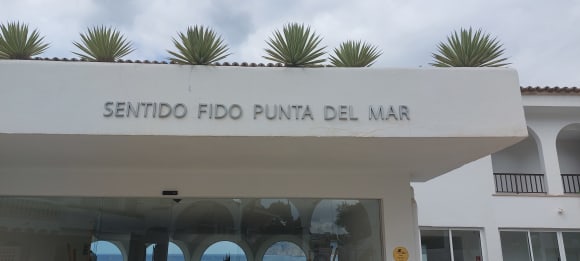 SENTIDO FIDO PUNTA DEL MAR